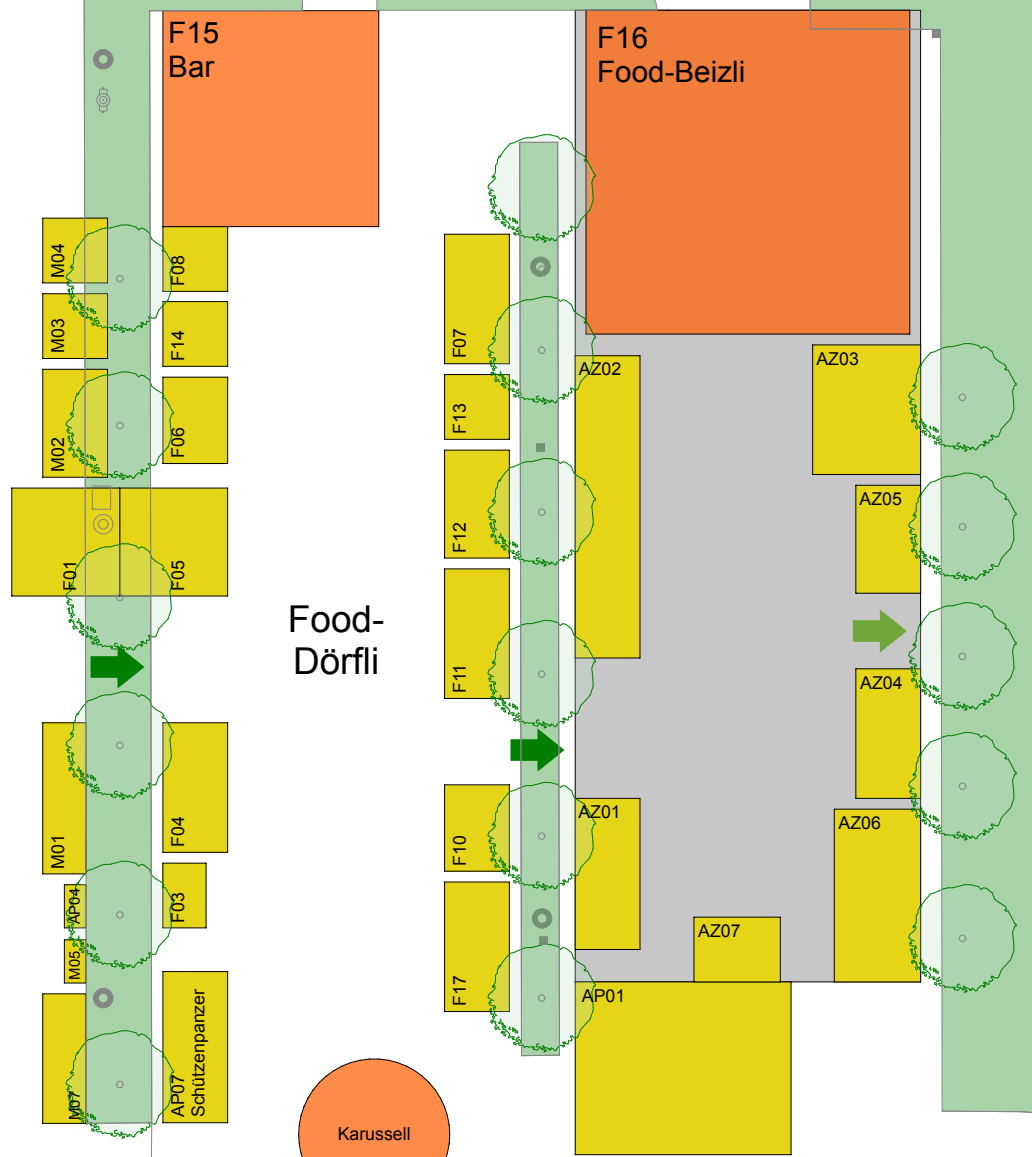 F15
Bar
F16
Food-Beizli
M04
F08
M03
F14
F07
AZ02
AZ03
M02
F06
F13
F12
AZ05
F01
F05
Food-
Dörfli
F11
AZ04
M01
F04
F10
AZ01
AZ06
AP04
F03
M05
F17
AZ07
AP01
M07
AP07
Schützenpanzer
Karussell